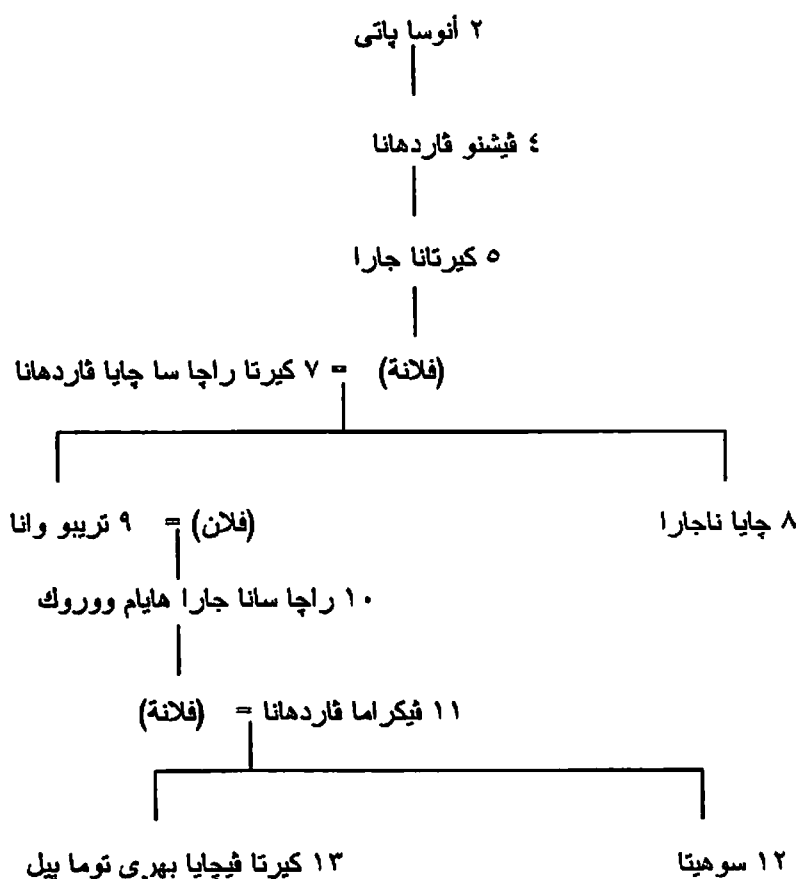 ٢ أنوسا پاتى
٤ ڤيشنو ڤاردهانا
٥ كيرتانا جارا
(فلانة) = ٧ كيرتا راچا سا چايا ڤاردهانا
٨ چايا ناجارا (فلان) = ٩ تريبو وانا
١٠ راچا سانا جارا هايام ووروك
١١ ڤيكراما ڤاردهانا = (فلانة)
١٢ سوهيتا ١٣ كيرتا ڤيچايا بهرى توما پيل